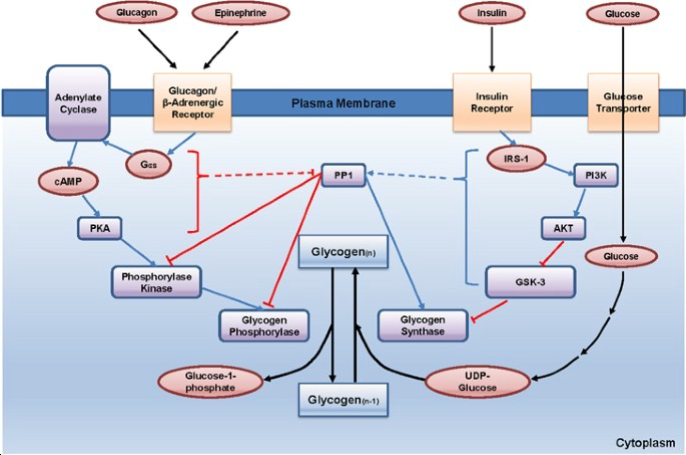 Glucagon
Epinephrine
Insulin
Glucose
Adenylate
Cyclase
Glucagon/
β-Adrenergic
Receptor
Plasma Membrane
Insulin
Receptor
Glucose
Transporter
Gαs
IRS-1
cAMP
PP1
PI3K
PKA
AKT
Glycogen(n)
Glucose
Phosphorylase
Kinase
GSK-3
Glycogen
Phosphorylase
Glycogen
Synthase
Glucose-1-
phosphate
UDP-
Glucose
Glycogen(n-1)
Cytoplasm